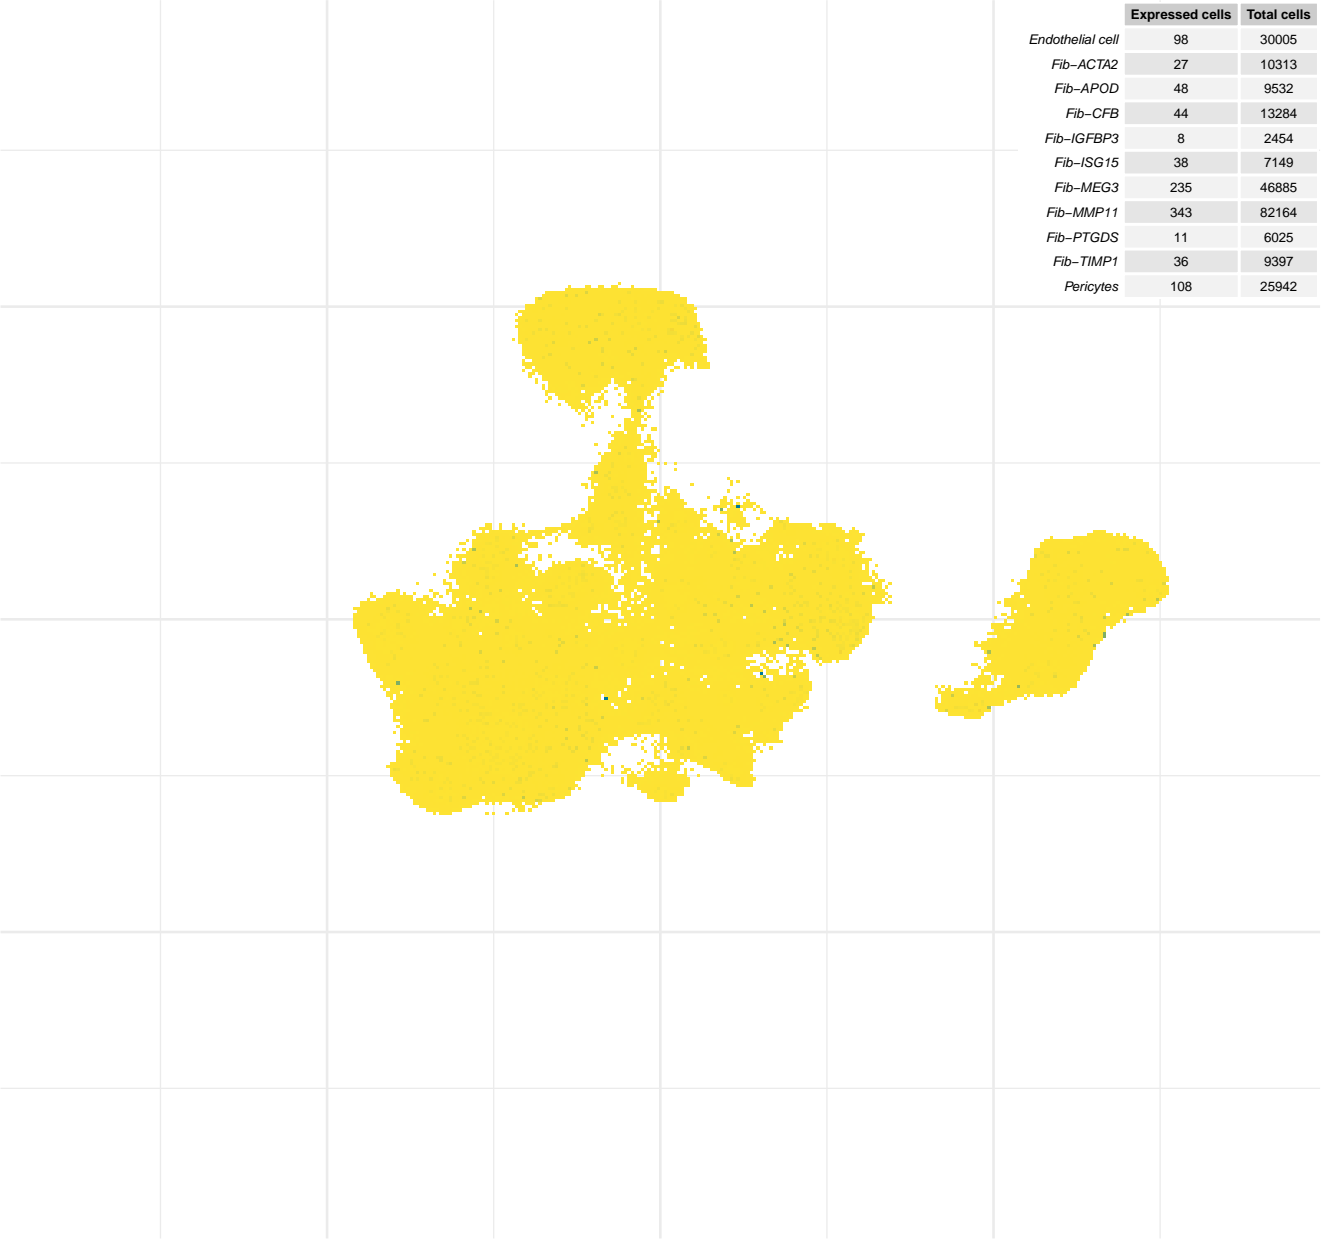 Expressed cells Total cells
Endothelial cell 98 30005
Fib−ACTA2 27 10313
Fib−APOD 48 9532
Fib−CFB 44 13284
Fib−IGFBP3 8 2454
Fib−ISG15 38 7149
Fib−MEG3 235 46885
Fib−MMP11 343 82164
Fib−PTGDS 11 6025
Fib−TIMP1 36 9397
Pericytes 108 25942